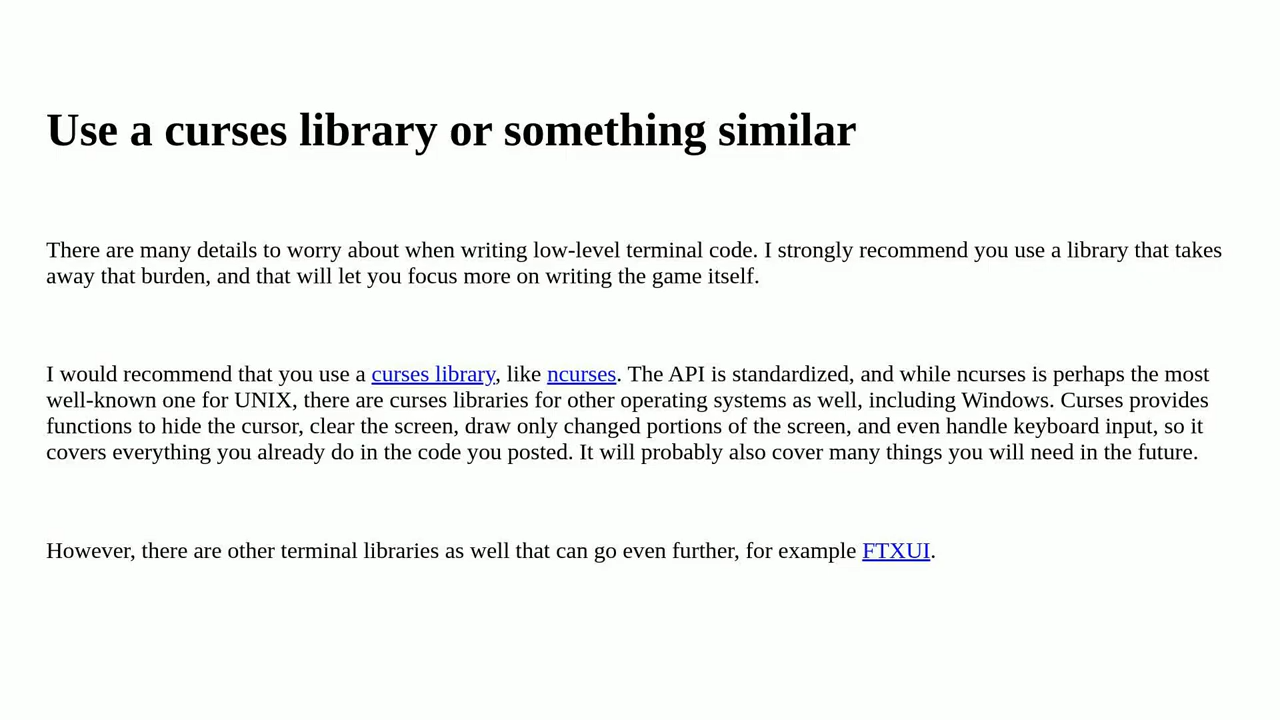 Use a curses library or something similar
There are many details to worry about when writing low-level terminal code. I strongly recommend you use a library that takes
away that burden, and that will let you focus more on writing the game itself.
I would recommend that you use a curses library, like ncurses. The API is standardized, and while ncurses is perhaps the most
well-known one for UNIX, there are curses libraries for other operating systems as well, including Windows. Curses provides
functions to hide the cursor, clear the screen, draw only changed portions of the screen, and even handle keyboard input, so it
covers everything you already do in the code you posted. It will probably also cover many things you will need in the future.
However, there are other terminal libraries as well that can go even further, for example FTXUI.